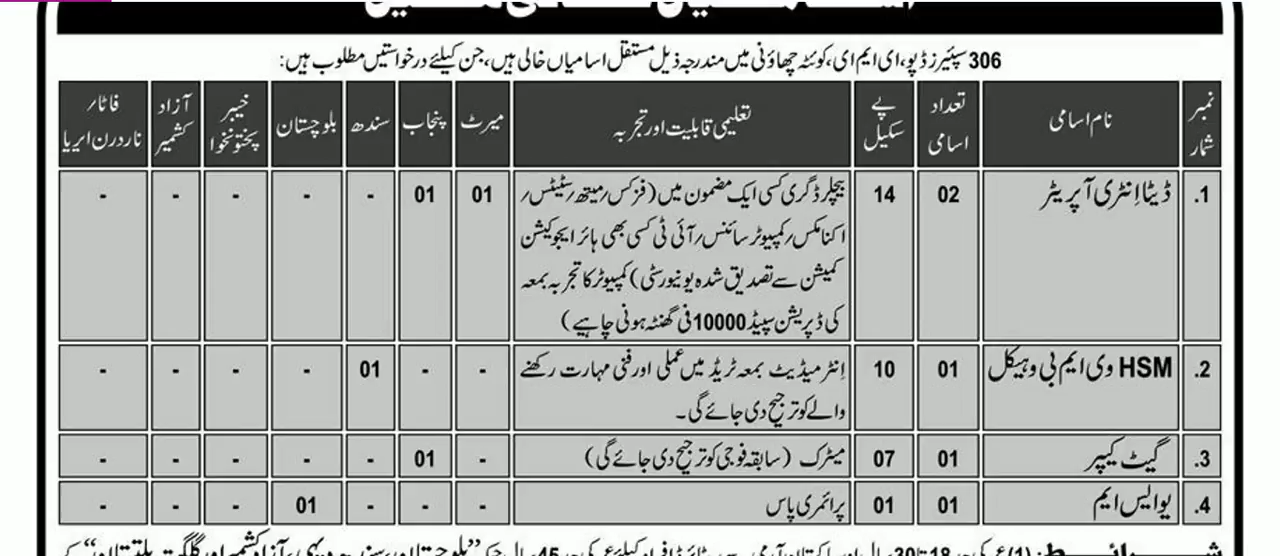 306 سپئیرز ڈپو، ای ایم ای، کوئٹہ چھاؤنی میں مندرجہ ذیل مستقل اسامیاں خالی ہیں، جن کیلئے درخواستیں مطلوب ہیں:
نمبر شمار | نام اسامی | تعداد اسامی | پے سکیل | تعلیمی قابلیت اور تجربہ | میرٹ | پنجاب | سندھ | بلوچستان | خیبر پختونخوا | آزاد کشمیر | فاٹا/ ناردرن ایریا
1. | ڈیٹا انٹری آپریٹر | 02 | 14 | بیچلر ڈگری کسی ایک مضمون میں (فزکس/میتھ/سٹیٹس/ | 01 | 01 | - | - | - | - | -
اکنامکس/کمپیوٹر سائنس/آئی ٹی کسی بھی ہائر ایجوکیشن
کمیشن سے تصدیق شدہ یونیورسٹی) کمپیوٹر کا تجربہ بمعہ
کی ڈپریشن سپیڈ 10000 فی گھنٹہ ہونی چاہیے)
2. | HSM وی ایم بی وہیکل | 01 | 10 | اِنٹرمیڈیٹ بمعہ ٹریڈ میں عملی اور فنی مہارت رکھنے | - | - | 01 | - | - | - | -
والے کو ترجیح دی جائے گی۔
3. | گیٹ کیپر | 01 | 07 | میٹرک (سابقہ فوجی کو ترجیح دی جائے گی) | - | 01 | - | - | - | - | -
4. | یو ایس ایم | 01 | 01 | پرائمری پاس | - | - | - | 01 | - | - | -